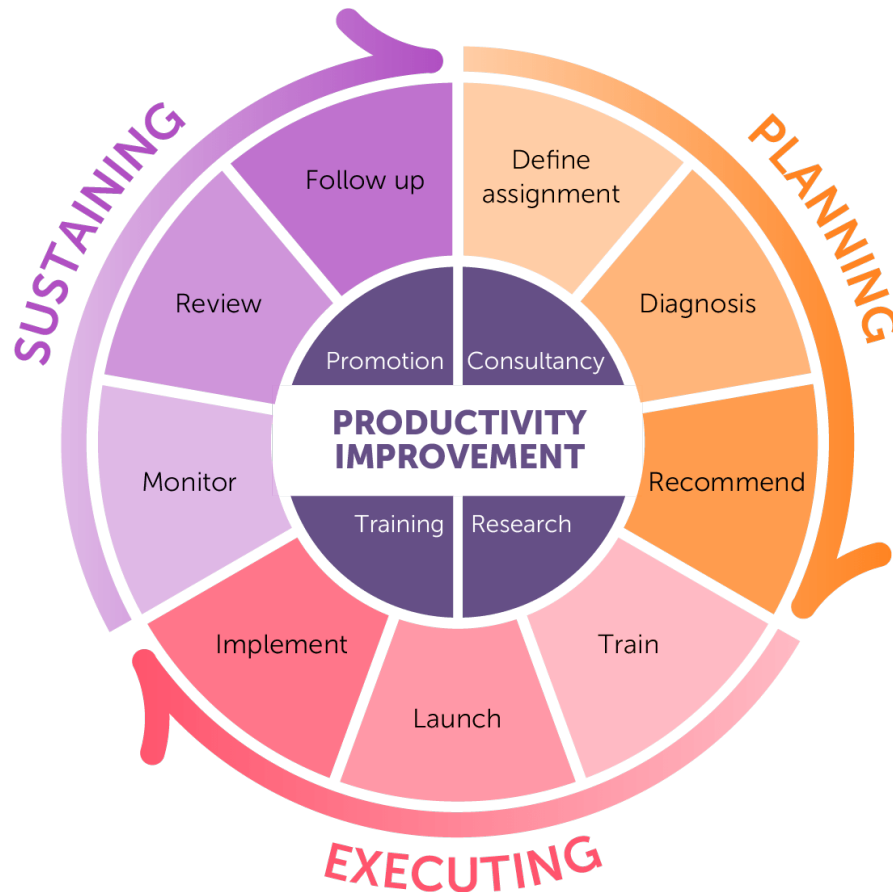 SUSTAINING
PLANNING
Follow up
Define
assignment
Review
Diagnosis
Promotion
Consultancy
PRODUCTIVITY
IMPROVEMENT
Monitor
Recommend
Training
Research
Implement
Train
Launch
EXECUTING